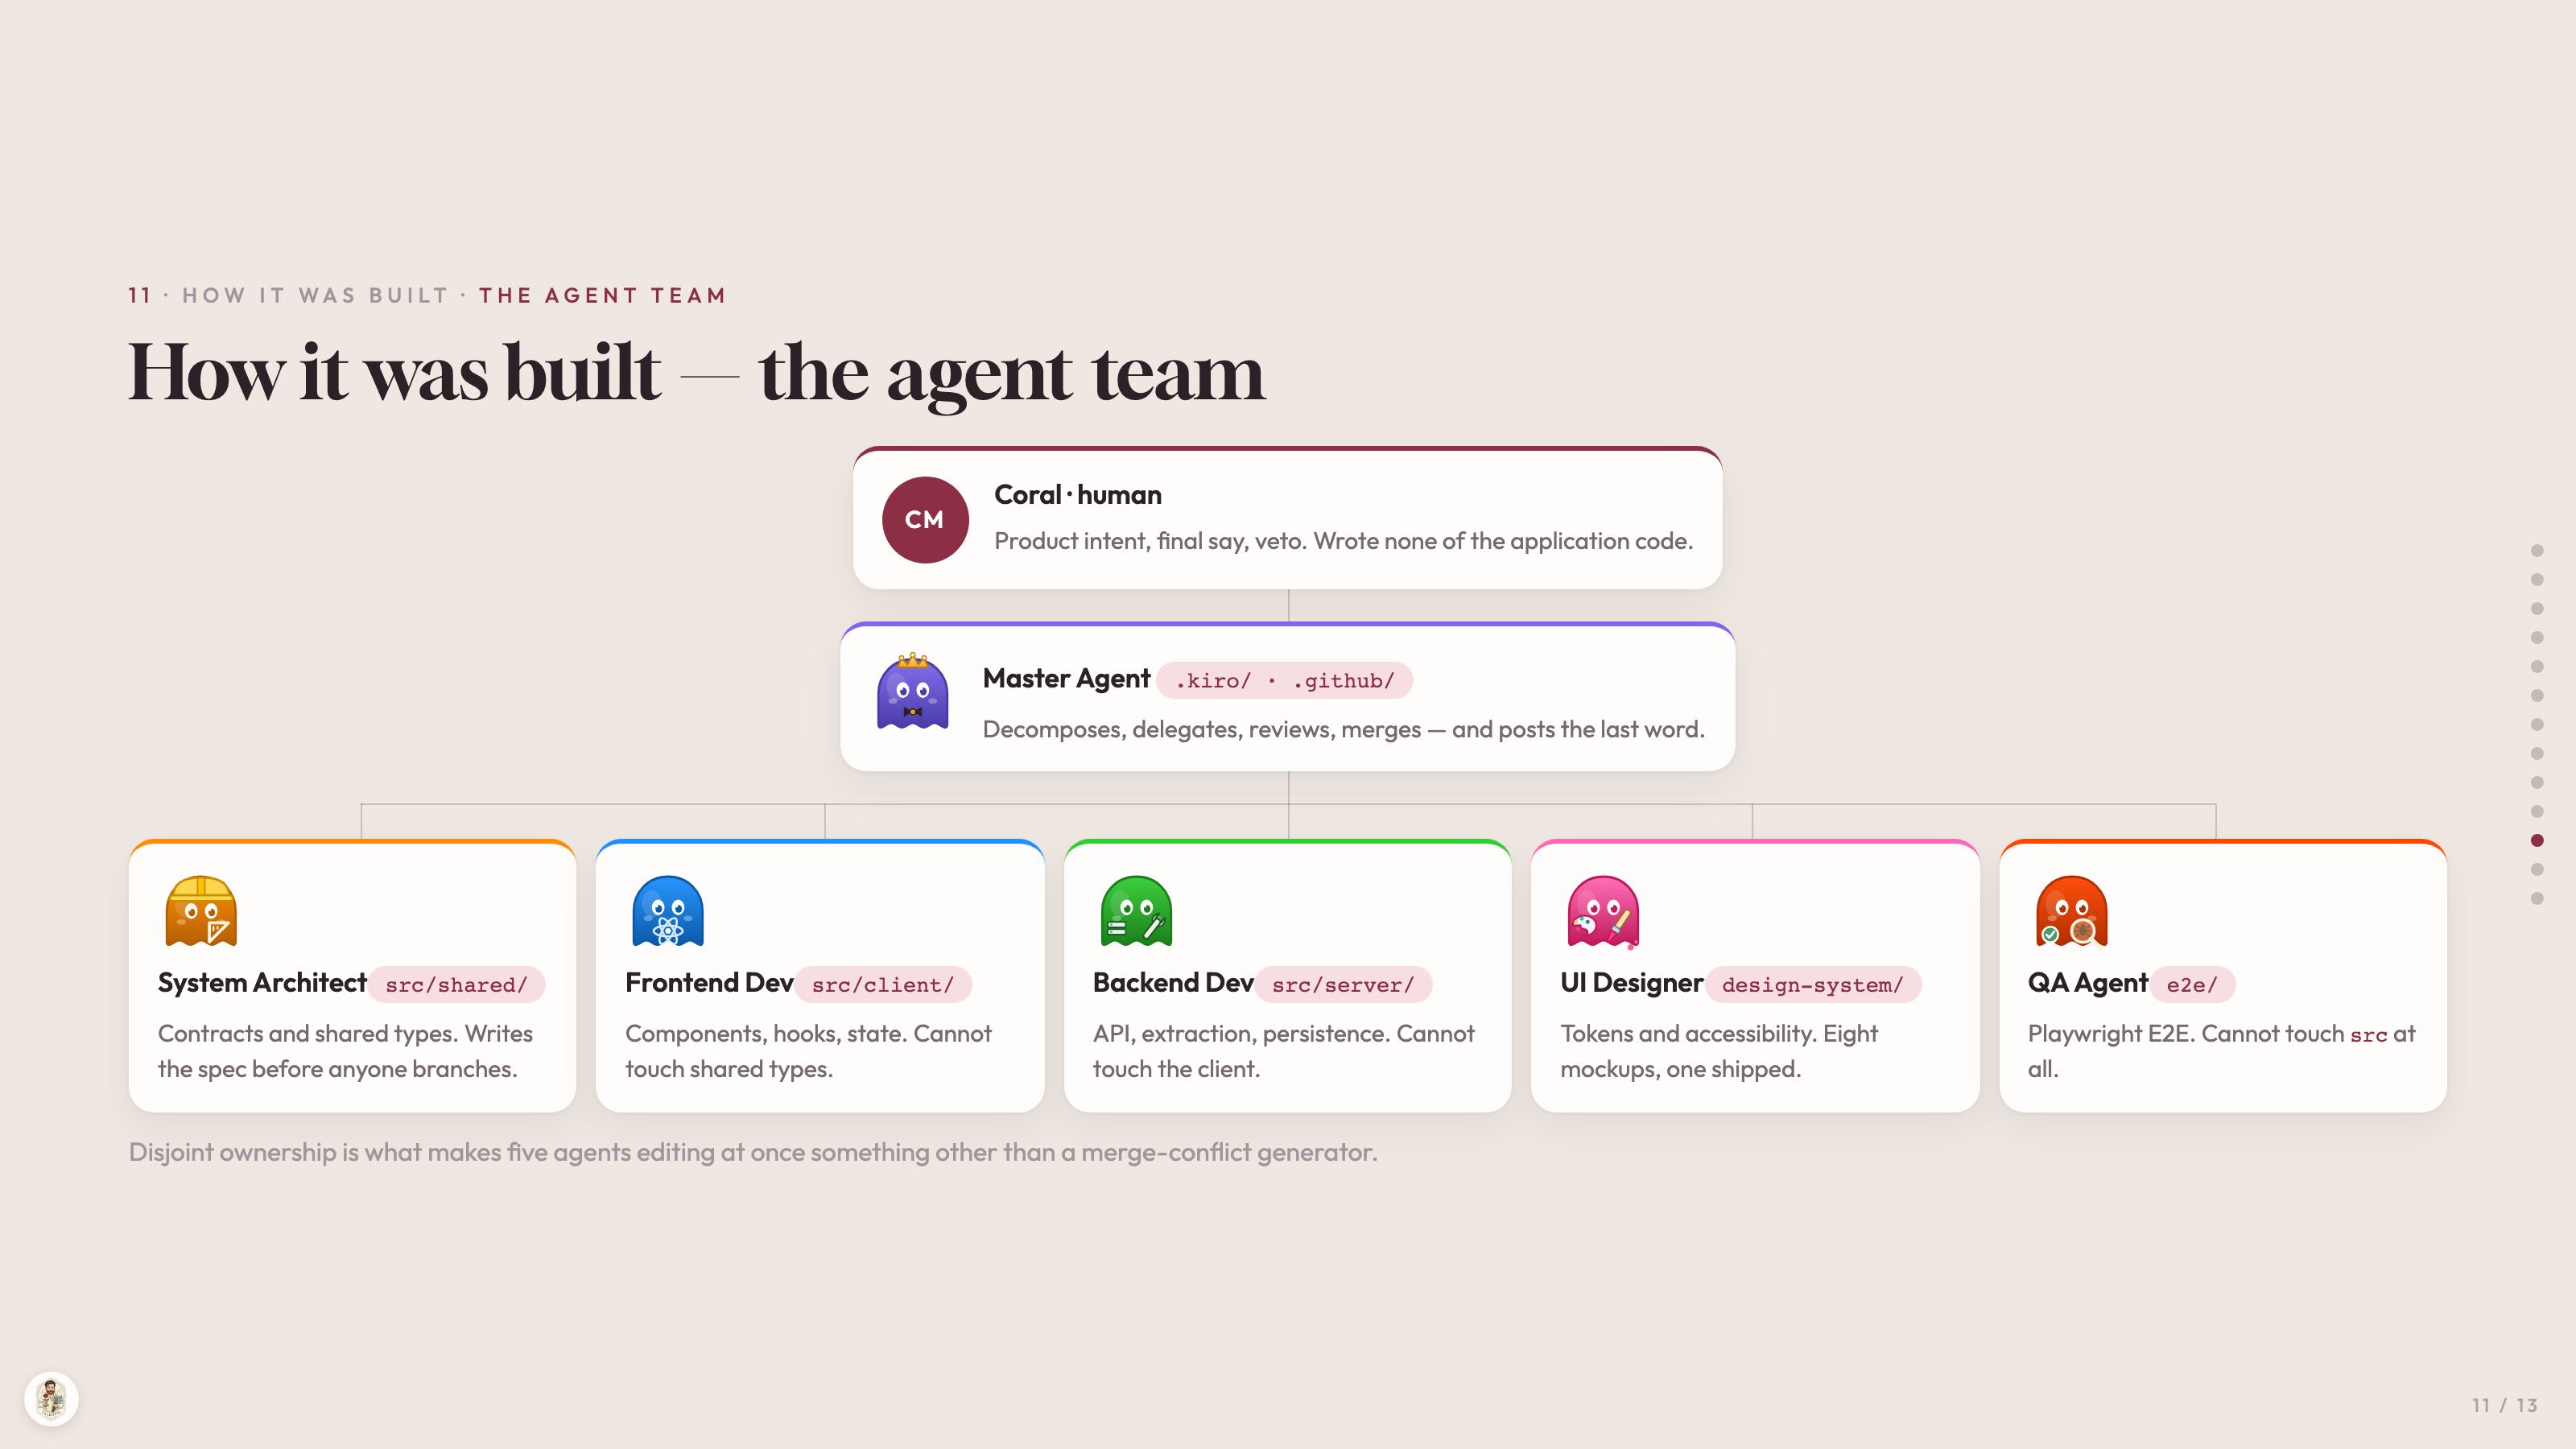 11 · HOW IT WAS BUILT · THE AGENT TEAM
How it was built — the agent team
CM
Coral · human
Product intent, final say, veto. Wrote none of the application code.
Master Agent .kiro/ · .github/
Decomposes, delegates, reviews, merges — and posts the last word.
System Architect src/shared/
Contracts and shared types. Writes
the spec before anyone branches.
Frontend Dev src/client/
Components, hooks, state. Cannot
touch shared types.
Backend Dev src/server/
API, extraction, persistence. Cannot
touch the client.
UI Designer design-system/
Tokens and accessibility. Eight
mockups, one shipped.
QA Agent e2e/
Playwright E2E. Cannot touch src at
all.
Disjoint ownership is what makes five agents editing at once something other than a merge-conflict generator.
11 / 13